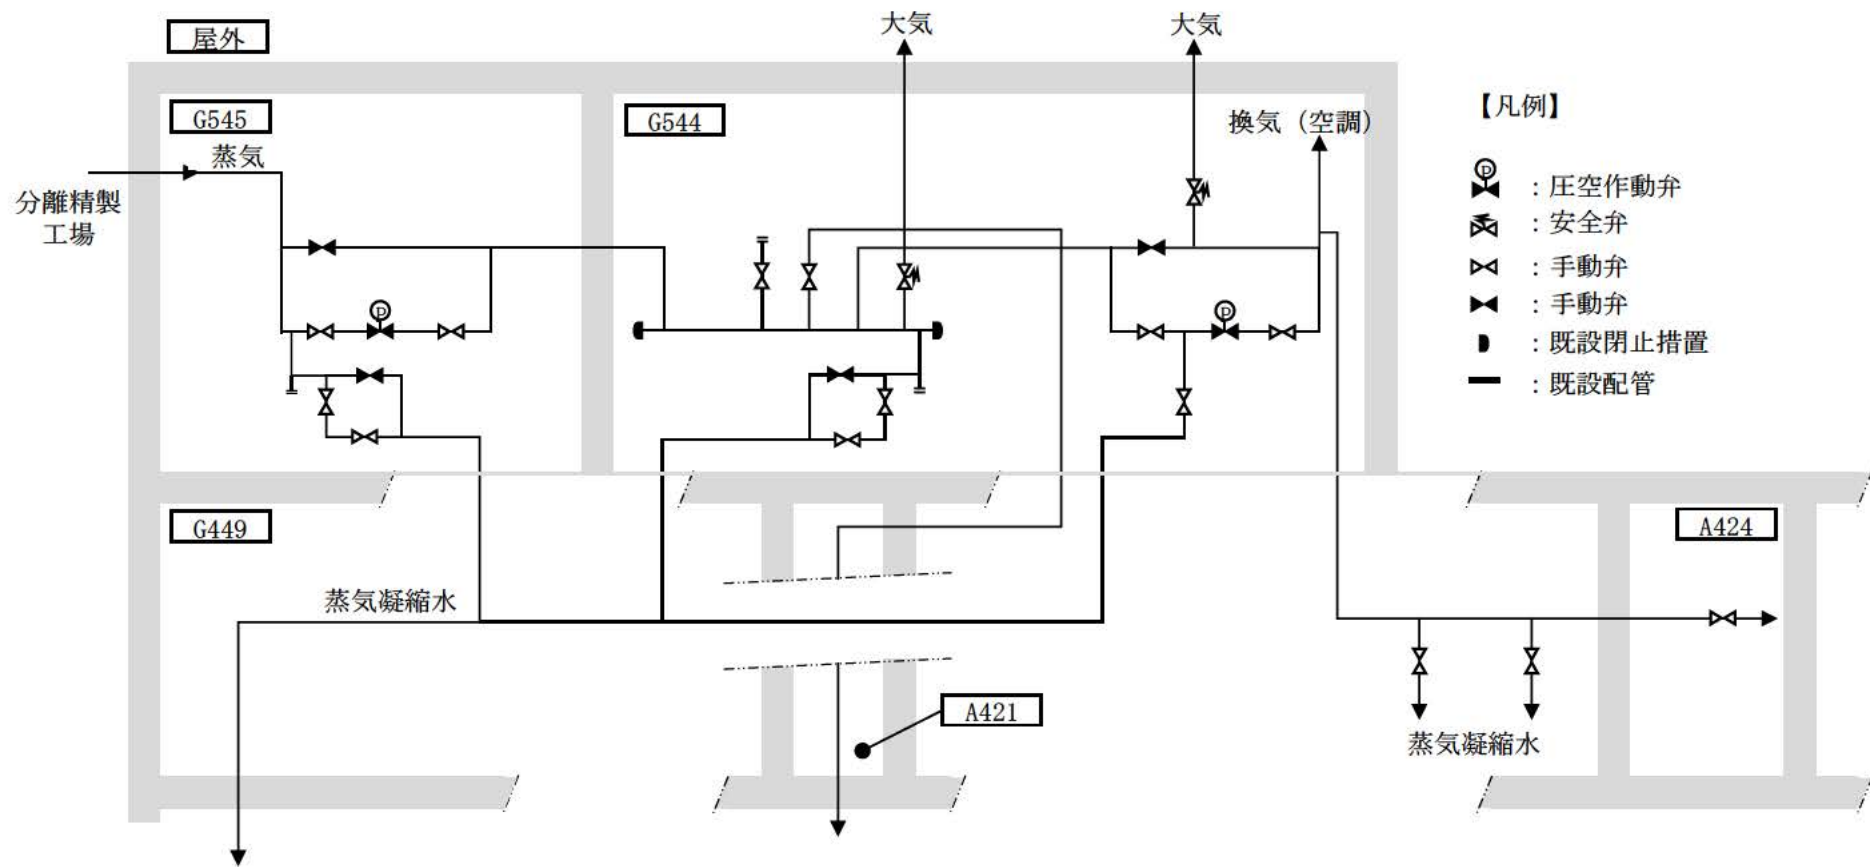 屋外
大気
大気
G545
G544
換気（空調）
蒸気
分離精製
工場
P
P
G449
A424
蒸気凝縮水
A421
蒸気凝縮水
【凡例】
P
：圧空作動弁
：安全弁
：手動弁
：手動弁
：既設閉止措置
：既設配管